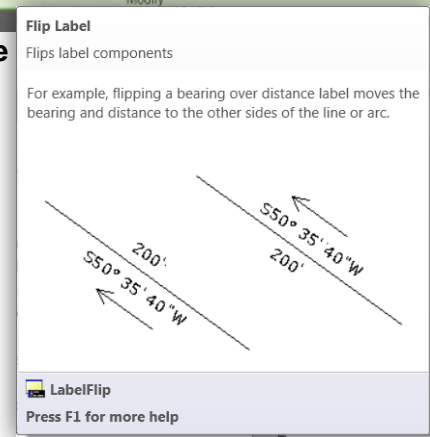 Modify
e
Flip Label
Flips label components
For example, flipping a bearing over distance label moves the
bearing and distance to the other sides of the line or arc.
200'
S50° 35' 40"W
S50° 35' 40"W
200'
LabelFlip
Press F1 for more help